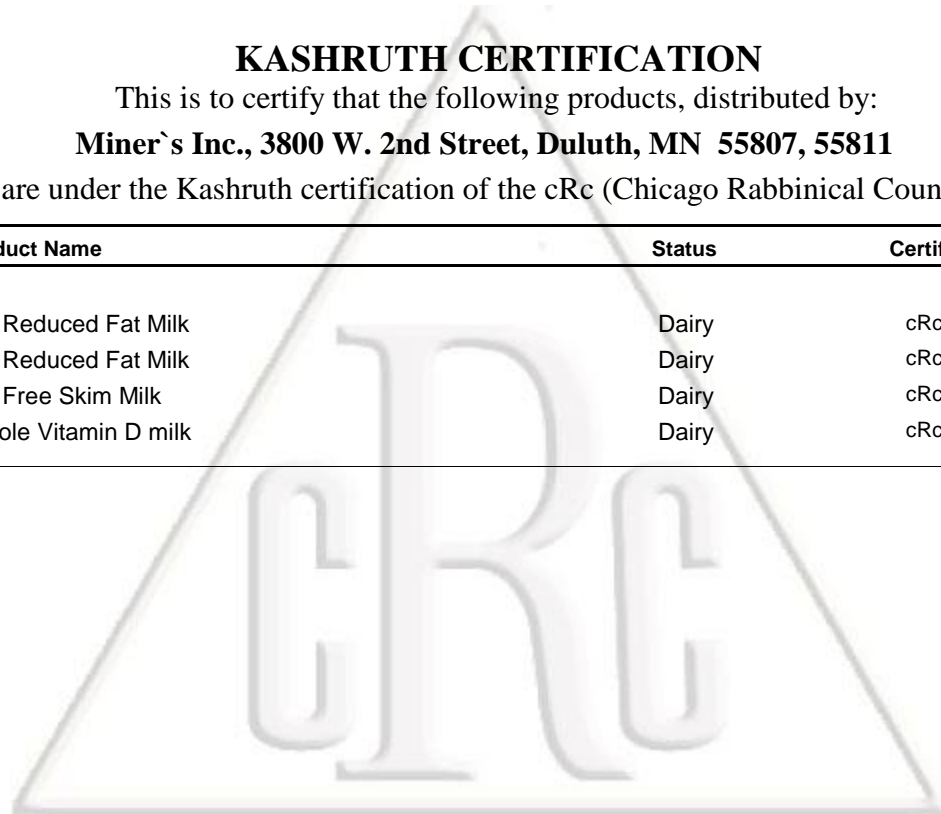 KASHRUTH CERTIFICATION
This is to certify that the following products, distributed by:
Miner`s Inc., 3800 W. 2nd Street, Duluth, MN 55807, 55811
are under the Kashruth certification of the cRc (Chicago Rabbinical Coun
duct Name Status Certif
Reduced Fat Milk Dairy cRc
Reduced Fat Milk Dairy cRc
Free Skim Milk Dairy cRc
ole Vitamin D milk Dairy cRc
cRc